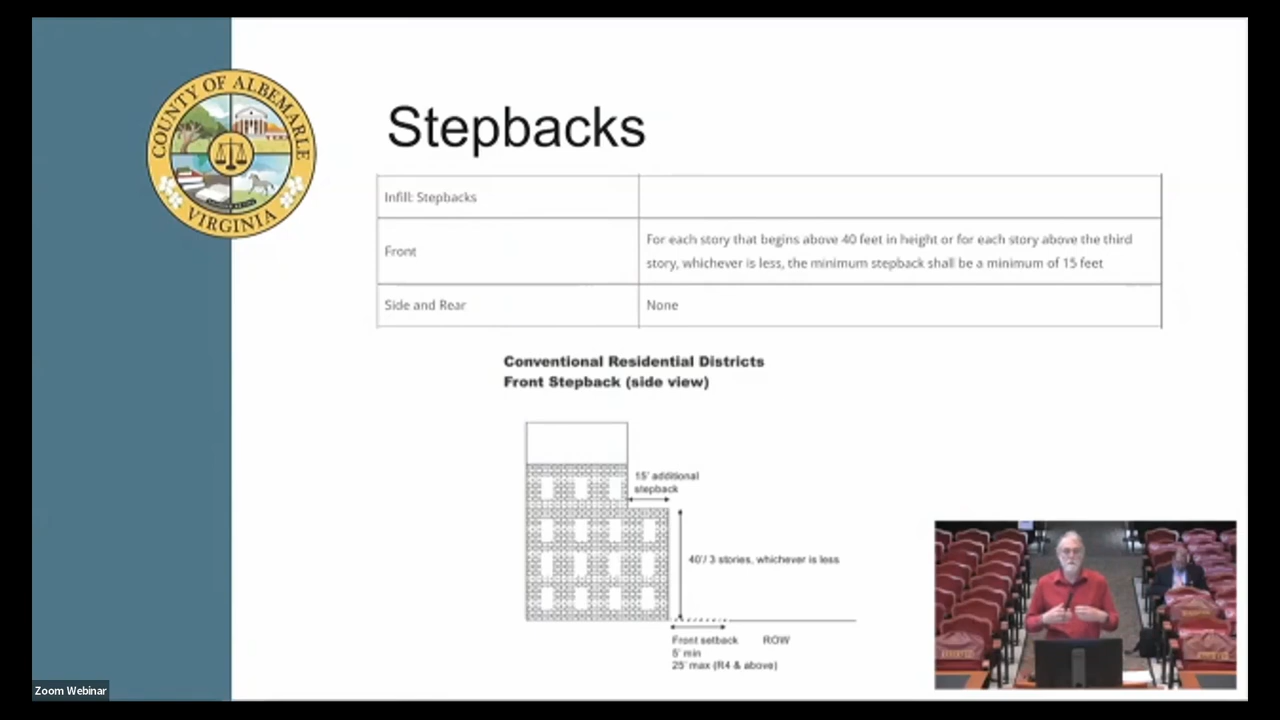 COUNTY OF ALBEMARLE
VIRGINIA
Stepbacks
Infill: Stepbacks
Front
For each story that begins above 40 feet in height or for each story above the third
story, whichever is less, the minimum stepback shall be a minimum of 15 feet
Side and Rear
None
Conventional Residential Districts
Front Stepback (side view)
15' additional
stepback
40'/ 3 stories, whichever is less
Front setback
ROW
5' min
25' max (R4 & above)
Zoom Webinar